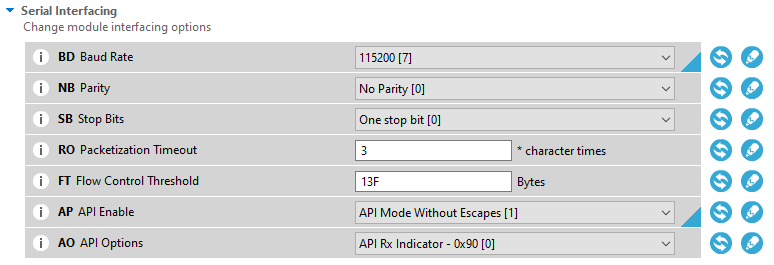 Serial Interfacing
Change module interfacing options
i BD Baud Rate 115200 [7]
i NB Parity No Parity [0]
i SB Stop Bits One stop bit [0]
i RO Packetization Timeout 3 * character times
i FT Flow Control Threshold 13F Bytes
i AP API Enable API Mode Without Escapes [1]
i AO API Options API Rx Indicator - 0x90 [0]